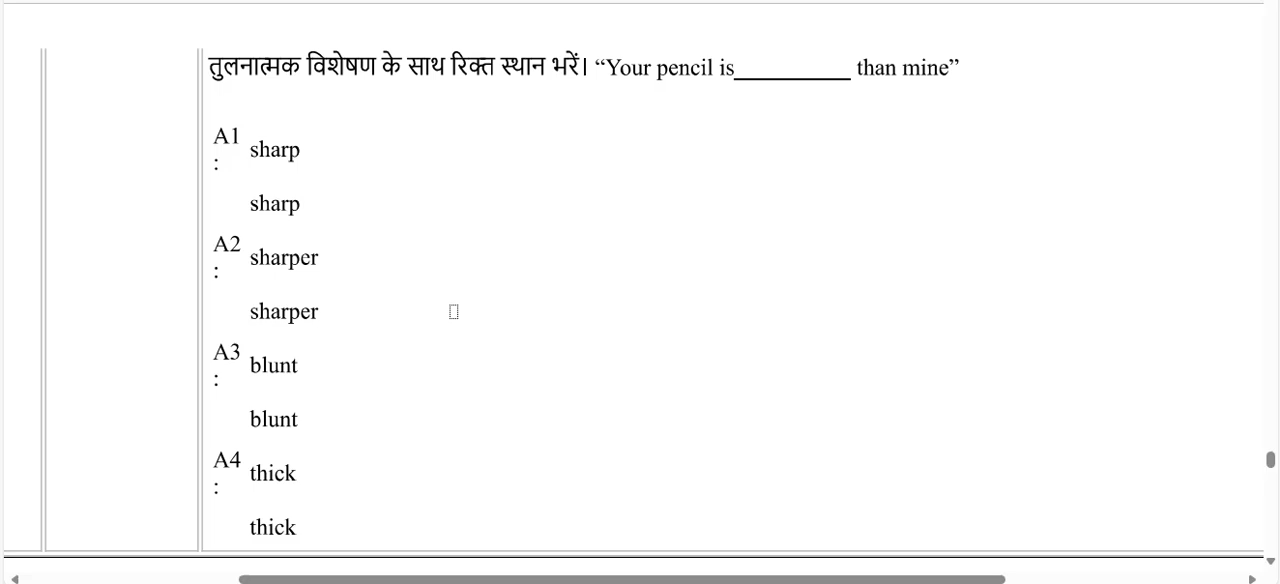 तुलनात्मक विशेषण के साथ रिक्त स्थान भरें। “Your pencil is__________ than mine”
A1
:
sharp
sharp
A2
:
sharper
sharper
A3
:
blunt
blunt
A4
:
thick
thick